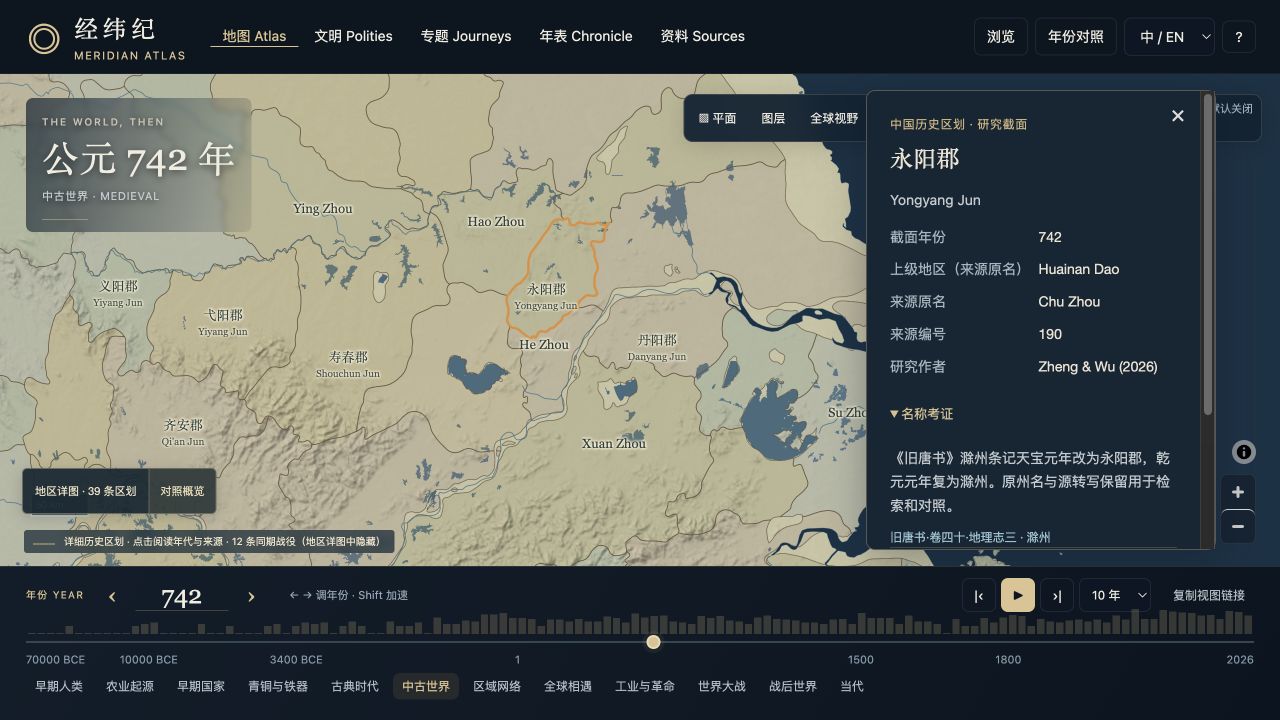 经纬纪
MERIDIAN ATLAS
地图 Atlas
文明 Polities
专题 Journeys
年表 Chronicle
资料 Sources
浏览
年份对照
中 / EN
?
THE WORLD, THEN
公元 742 年
中古世界 · MEDIEVAL
平面
图层
全球视野
默认关闭
Ying Zhou
Hao Zhou
义阳郡
Yiyang Jun
弋阳郡
Yiyang Jun
永阳郡
Yongyang Jun
寿春郡
Shouchun Jun
He Zhou
丹阳郡
Danyang Jun
齐安郡
Qi'an Jun
Xuan Zhou
Su Zho
中国历史区划 · 研究截面
永阳郡
Yongyang Jun
截面年份 742
上级地区（来源原名） Huainan Dao
来源原名 Chu Zhou
来源编号 190
研究作者 Zheng & Wu (2026)
▼名称考证
《旧唐书》滁州条记天宝元年改为永阳郡，乾
元元年复为滁州。原州名与源转写保留用于检
索和对照。
旧唐书·卷四十·地理志三 · 滁州
地区详图 · 39 条区划
对照概览
详细历史区划 · 点击阅读年代与来源 · 12 条同期战役（地区详图中隐藏）
年份 YEAR
742
← → 调年份 · Shift 加速
10 年
复制视图链接
70000 BCE
10000 BCE
3400 BCE
1
1500
1800
2026
早期人类
农业起源
早期国家
青铜与铁器
古典时代
中古世界
区域网络
全球相遇
工业与革命
世界大战
战后世界
当代